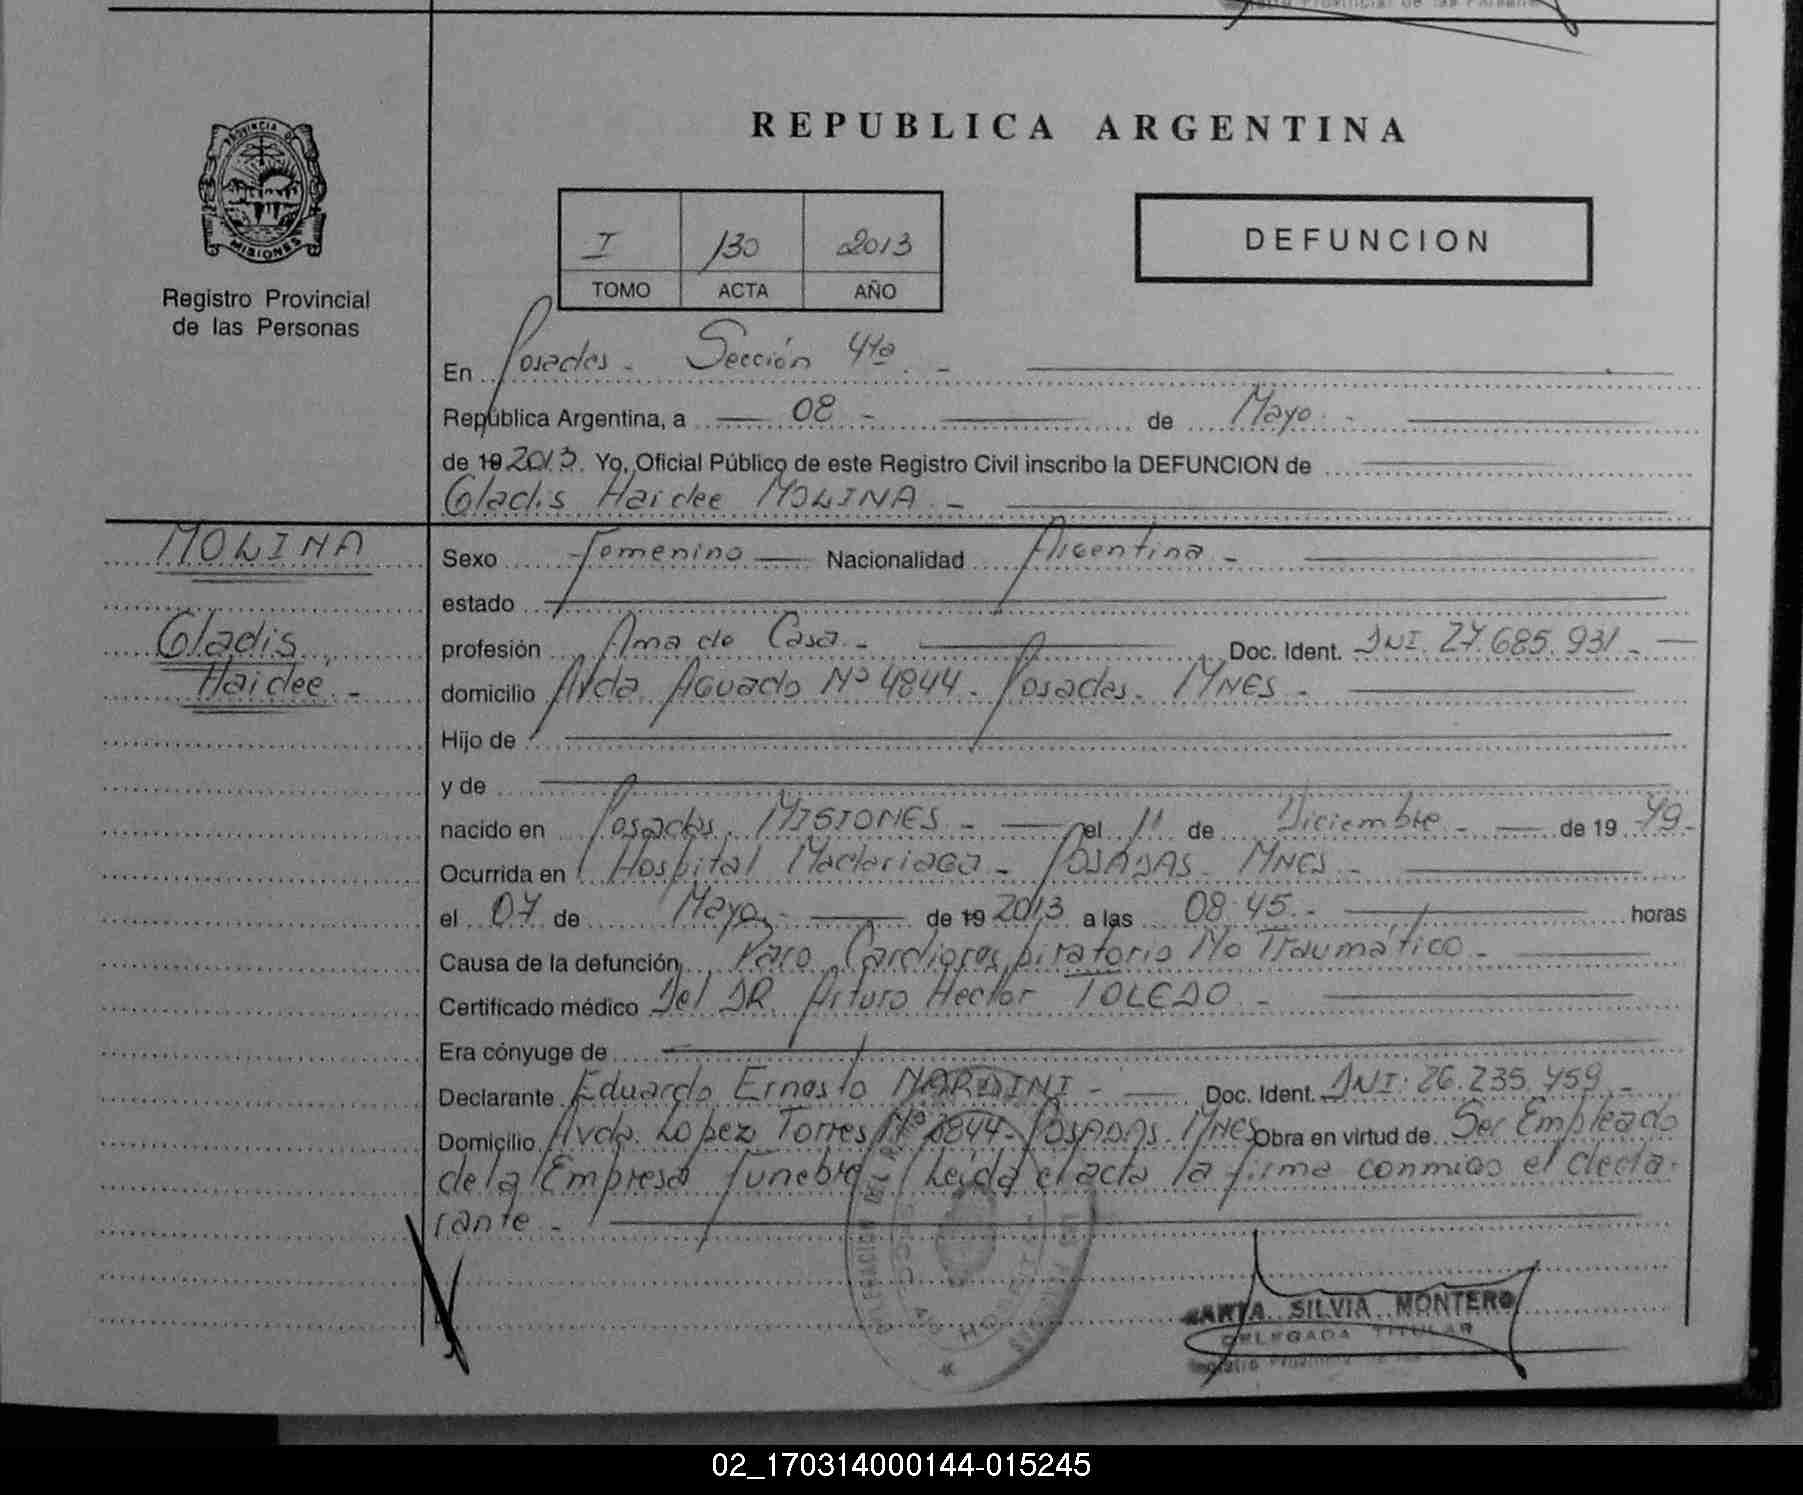 REPUBLICA ARGENTINA
PROVINCIA DE
MISIONES
Registro Provincial
de las Personas
I 130 2013
TOMO ACTA AÑO
DEFUNCION
En Posadas - Sección 4ta -
República Argentina, a 08 - de Mayo -
de 19 2013. Yo, Oficial Público de este Registro Civil inscribo la DEFUNCION de
Gladis Haidee MOLINA -
MOLINA
Gladis
Haidee. -
Sexo Femenino Nacionalidad Argentina -
estado
profesión Ama de Casa - Doc. Ident. DNI. 27.685.931 -
domicilio Avda. Aguado Nº 4844 - Posadas - MNES -
Hijo de
y de
nacido en Posadas, MISIONES - el 11 de Diciembre - de 19 79 -
Ocurrida en Hospital Madariaga - POSADAS - MNES -
el 07 de Mayo - de 19 2013 a las 08:45 - horas
Causa de la defunción Paro Cardiorespiratorio No Traumático -
Certificado médico Del DR. Arturo Hector TOLEDO -
Era cónyuge de
Declarante Eduardo Ernesto NARDINI - Doc. Ident. DNI: 26.235.459 -
Domicilio Avda. Lopez Torres Nº 2844 - POSADAS - MNES Obra en virtud de Ser Empleado
de la Empresa funebre / Leída el acta la firma conmigo el decla-
rante -
SILVIA MONTERO
DELEGADA TITULAR
02_170314000144-015245